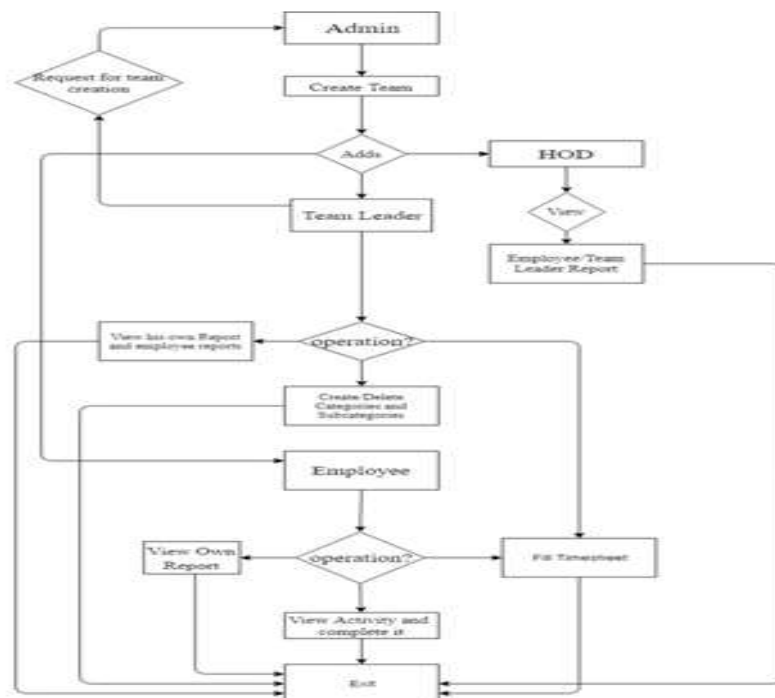 Admin
Request for team
creation
Create Team
Adds
HOD
Team Leader
View
Employee/Team
Leader Report
View his own Report
and employee reports
operation?
Create/Delete
Categories and
Subcategories
Employee
View Own
Report
operation?
Fill Timesheet
View Activity and
complete it
Exit